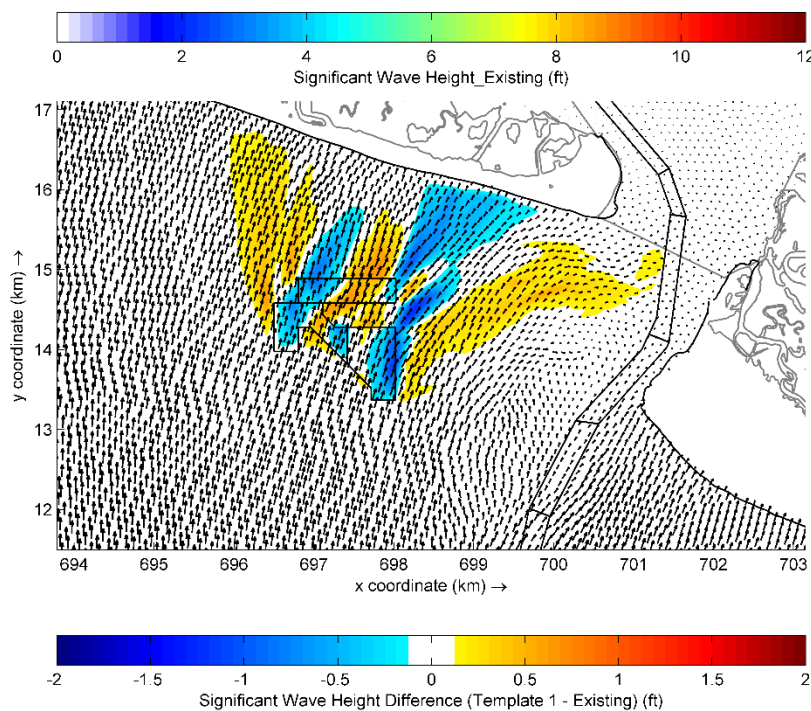 0 2 4 6 8 10 12
Significant Wave Height_Existing (ft)
17
16
15
14
13
12
y coordinate (km) →
694 695 696 697 698 699 700 701 702 703
x coordinate (km) →
-2 -1.5 -1 -0.5 0 0.5 1 1.5 2
Significant Wave Height Difference (Template 1 - Existing) (ft)